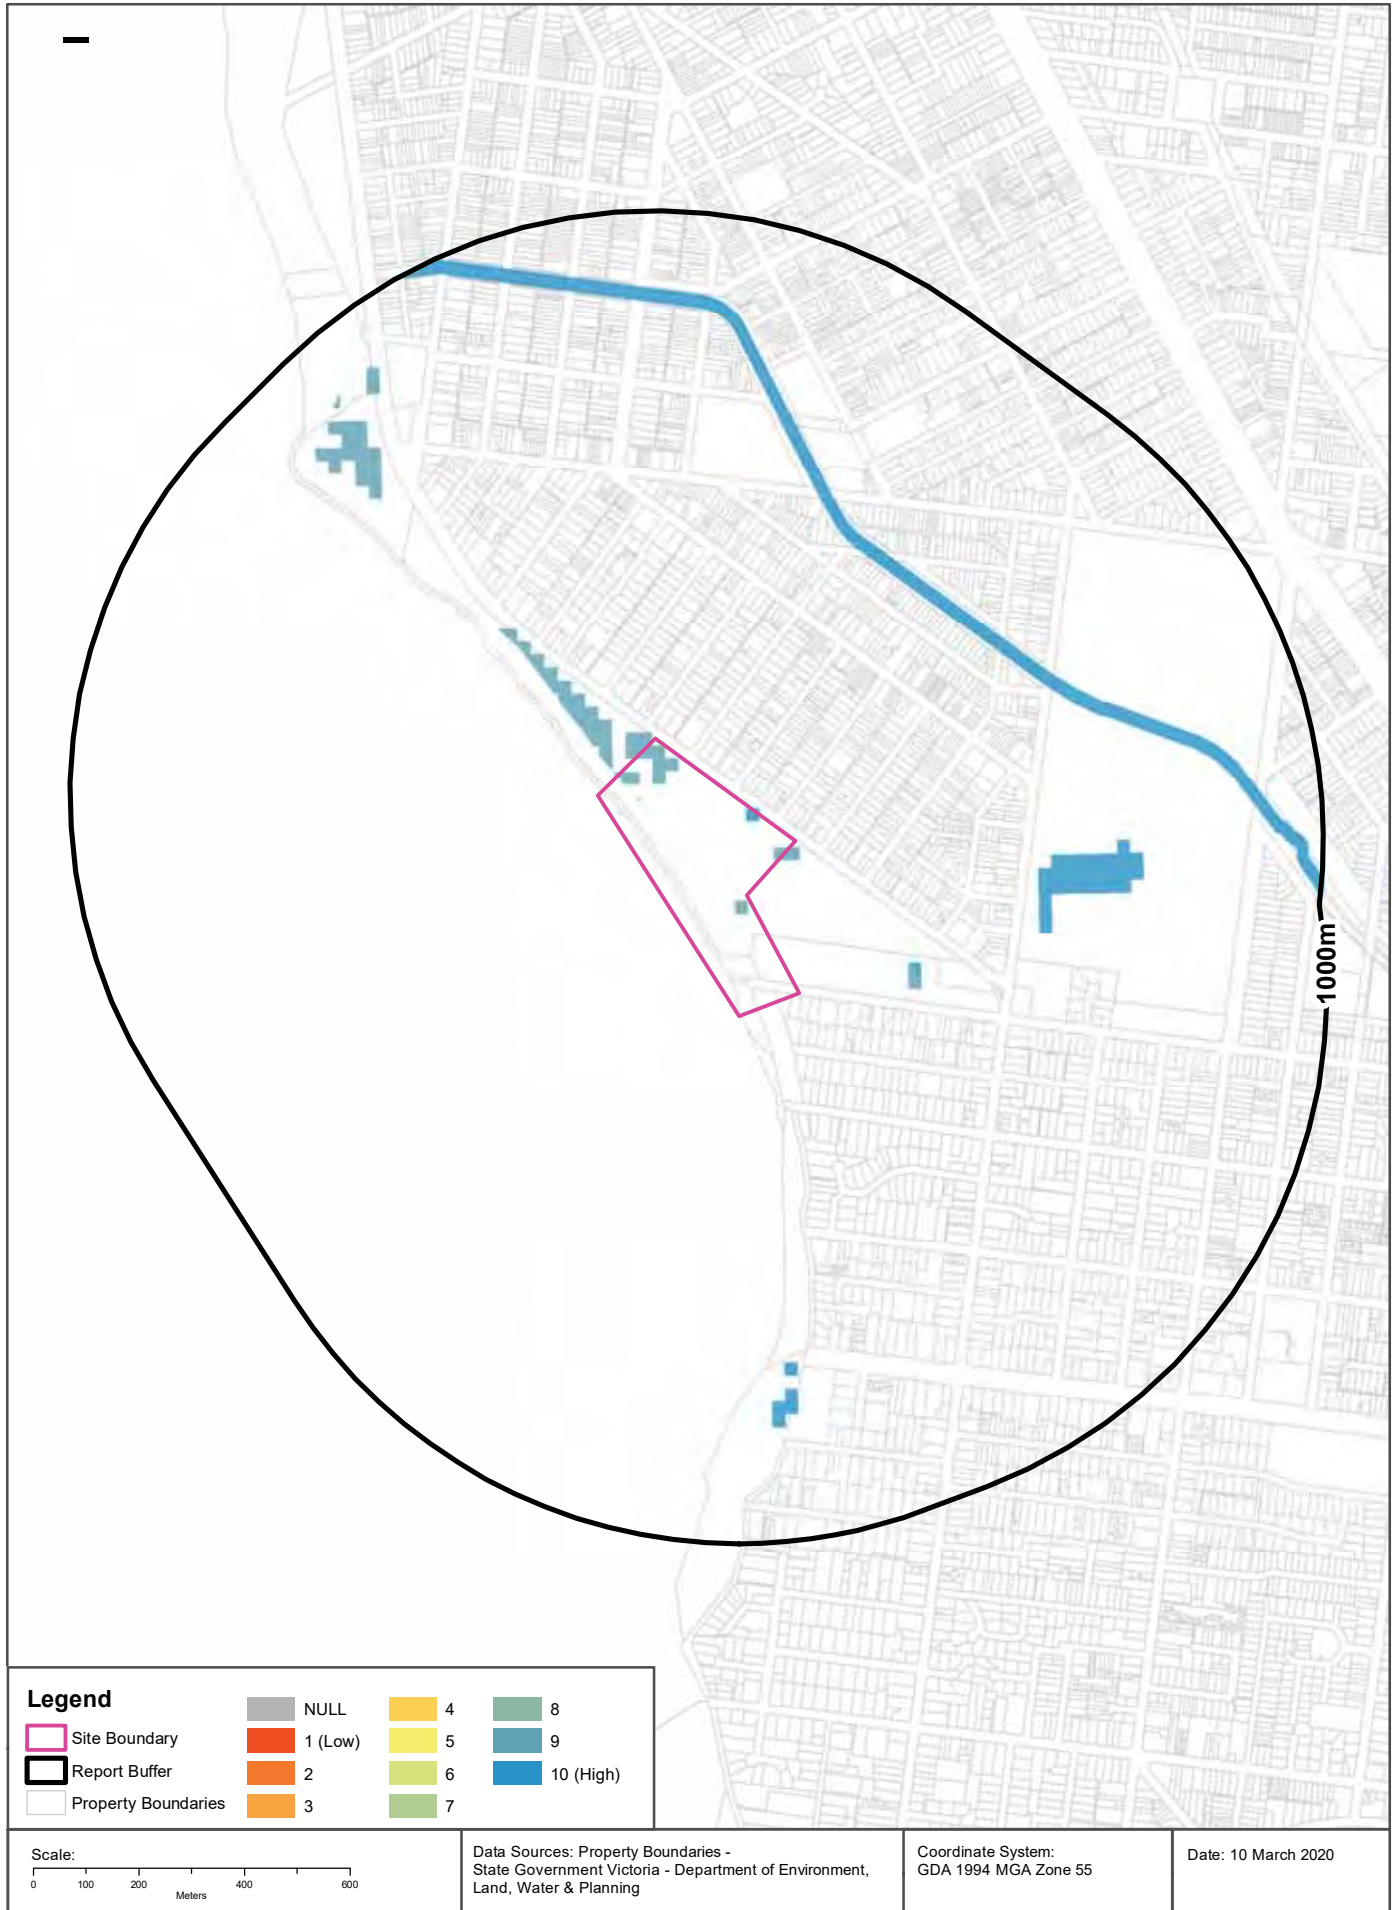 1000m
Legend
Site Boundary
Report Buffer
Property Boundaries
NULL
1 (Low)
2
3
4
5
6
7
8
9
10 (High)
Scale:
0 100 200 400 600
Meters
Data Sources: Property Boundaries -
State Government Victoria - Department of Environment,
Land, Water & Planning
Coordinate System:
GDA 1994 MGA Zone 55
Date: 10 March 2020